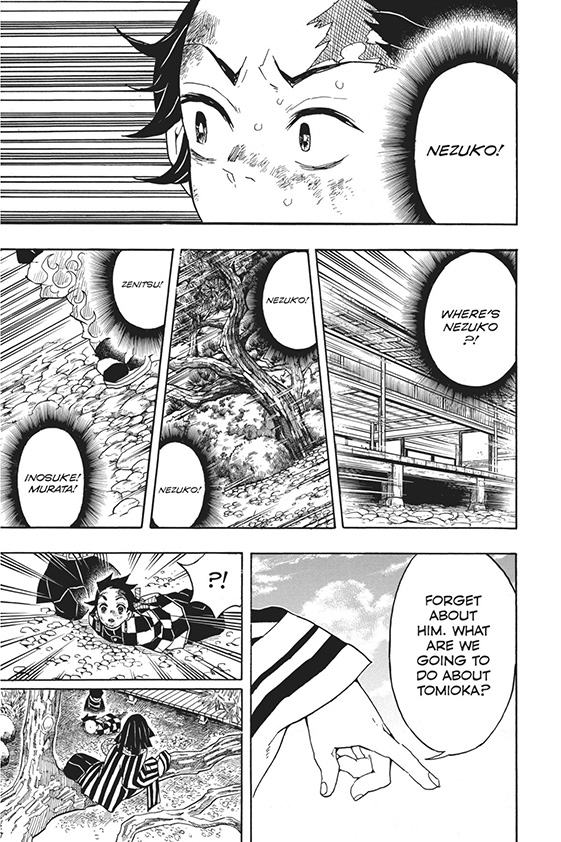 NEZUKO!
WHERE'S
NEZUKO
?!
NEZUKO!
NEZUKO!
ZENITSU!
INOSUKE!
MURATA!
FORGET
ABOUT
HIM. WHAT
ARE WE
GOING TO
DO ABOUT
TOMIOKA?
?!